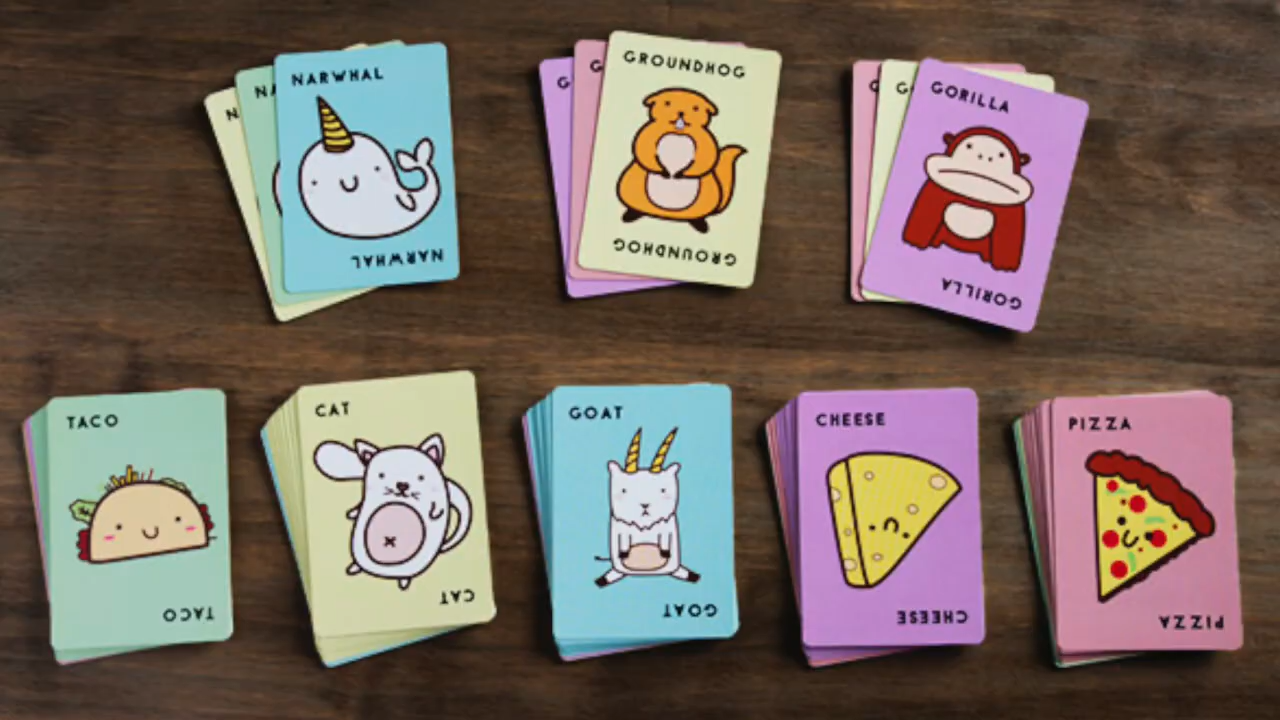 NARWHAL
NARWHAL
GROUNDHOG
GROUNDHOG
GORILLA
GORILLA
TACO
TACO
CAT
CAT
GOAT
GOAT
CHEESE
CHEESE
PIZZA
PIZZA